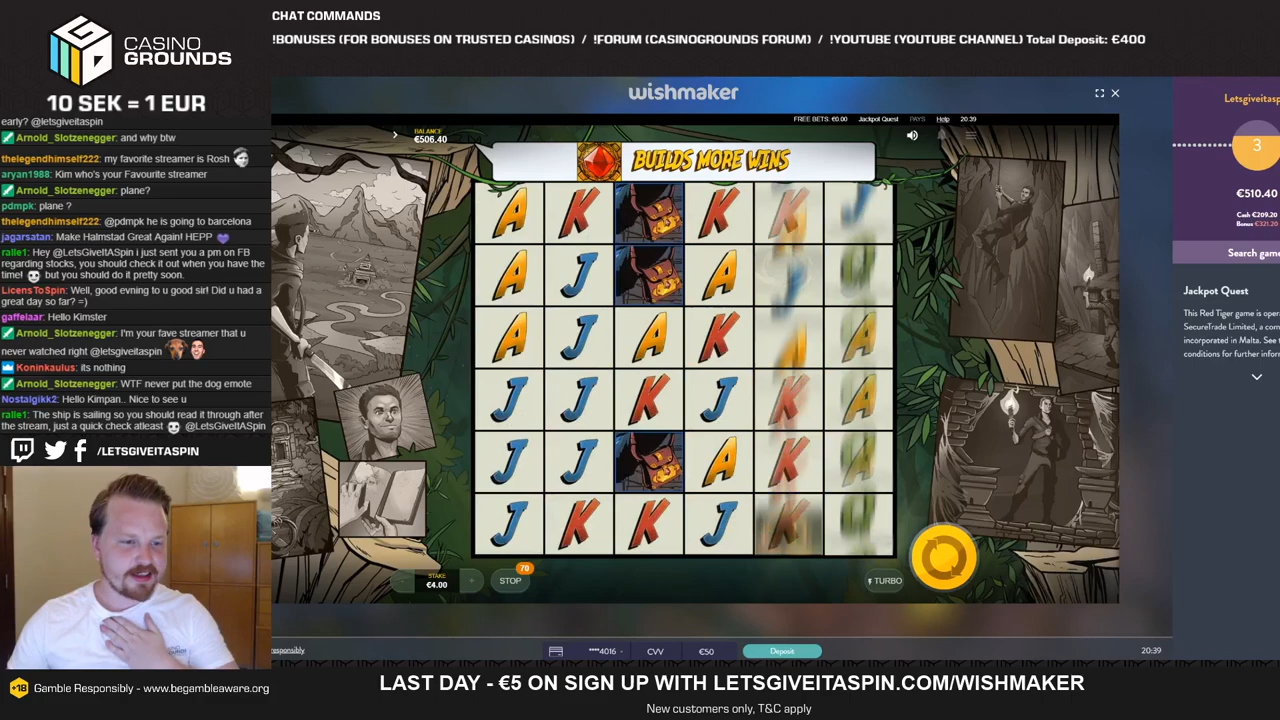 CHAT COMMANDS
!BONUSES (FOR BONUSES ON TRUSTED CASINOS) / !FORUM (CASINOGROUNDS FORUM) / !YOUTUBE (YOUTUBE CHANNEL) Total Deposit: €400
CASINO
GROUNDS
10 SEK = 1 EUR
early? @letsgiveitaspin
Arnold_Slotzenegger: and why btw
thelegendhimself222: my favorite streamer is Rosh
aryan1988: Kim who's your Favourite streamer
Arnold_Slotzenegger: plane?
pdmpk: plane ?
thelegendhimself222: @pdmpk he is going to barcelona
jagarsatan: Make Halmstad Great Again! HEPP
ralle1: Hey @LetsGiveItASpin i just sent you a pm on FB
regarding stocks, you should check it out when you have the
time! but you should do it pretty soon.
LicensToSpin: Well, good evning to u good sir! Did u had a
great day so far? =)
gaffelaar: Hello Kimster
Arnold_Slotzenegger: I'm your fave streamer that u
never watched right @letsgiveitaspin
Koninkaulus: its nothing
Arnold_Slotzenegger: WTF never put the dog emote
Nostalgikk2: Hello Kimpan.. Nice to see u
ralle1: The ship is sailing so you should read it through after
the stream, just a quick check atleast @LetsGiveItASpin
/LETSGIVEITASPIN
wishmaker
FREE BETS: €0.00 Jackpot Quest PAYS Help 20:39
BALANCE
€506.40
BUILDS MORE WINS
A K K K J
A J A
A J A K A A
J J K K K A
J J A K
J K K J K
STAKE
€4.00
- + STOP 70
TURBO
Letsgiveitasp
3
€510.40
Cash €209.20
Bonus €321.20
Search game
Jackpot Quest
This Red Tiger game is oper
SecureTrade Limited, a com
incorporated in Malta. See t
conditions for further infor
responsibly.
****4016 CVV €50 Deposit
20:39
+18 Gamble Responsibly - www.begambleaware.org
LAST DAY - €5 ON SIGN UP WITH LETSGIVEITASPIN.COM/WISHMAKER
New customers only, T&C apply